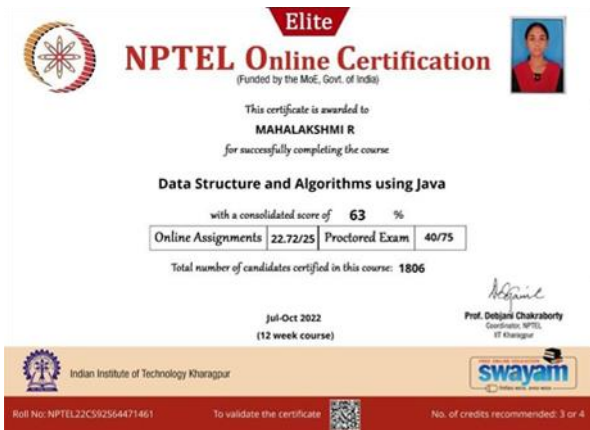 Elite
NPTEL Online Certification
(Funded by the MoE, Govt. of India)
This certificate is awarded to
MAHALAKSHMI R
for successfully completing the course
Data Structure and Algorithms using Java
with a consolidated score of 63 %
Online Assignments 22.72/25 Proctored Exam 40/75
Total number of candidates certified in this course: 1806
Jul-Oct 2022
(12 week course)
Prof. Debjani Chakraborty
Coordinator, NPTEL
IIT Kharagpur
Indian Institute of Technology Kharagpur
FREE ONLINE EDUCATION
swayam
Roll No: NPTEL22CS92S64471461 To validate the certificate No. of credits recommended: 3 or 4